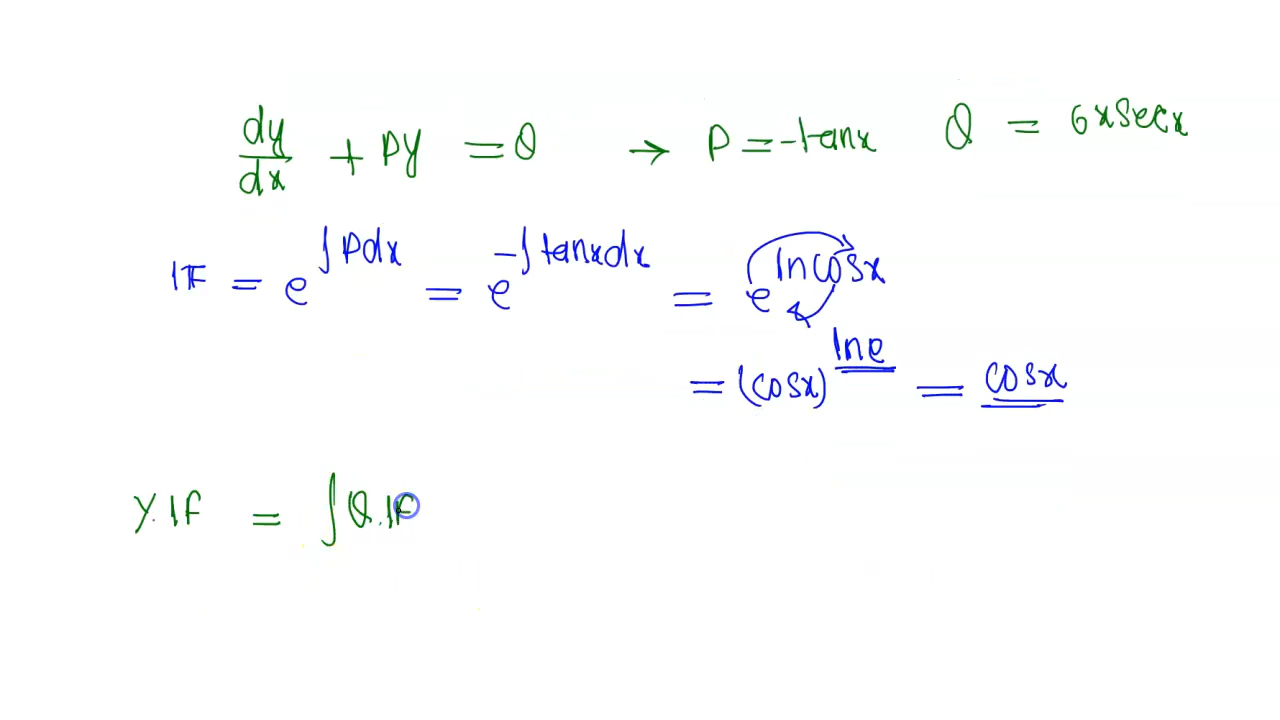 dy/dx + Py = Q → P = -tanx Q = 6xsecx
IF = e^∫Pdx = e^-∫tanxdx = e^lncosx
= (cosx)^lne = cosx
y.IF = ∫Q.IF